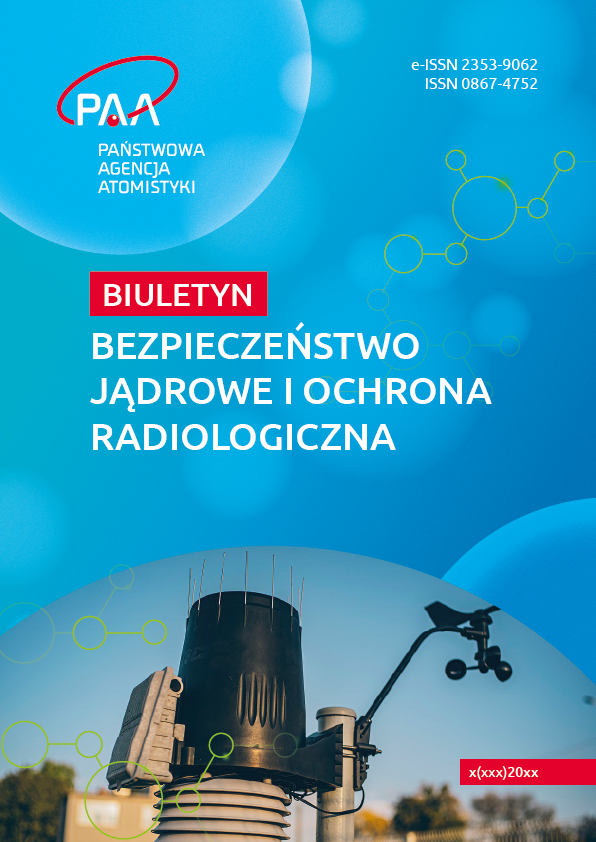 e-ISSN 2353-9062
ISSN 0867-4752
PAA
PAŃSTWOWA
AGENCJA
ATOMISTYKI
BIULETYN
BEZPIECZEŃSTWO
JĄDROWE I OCHRONA
RADIOLOGICZNA
x(xxx)20xx